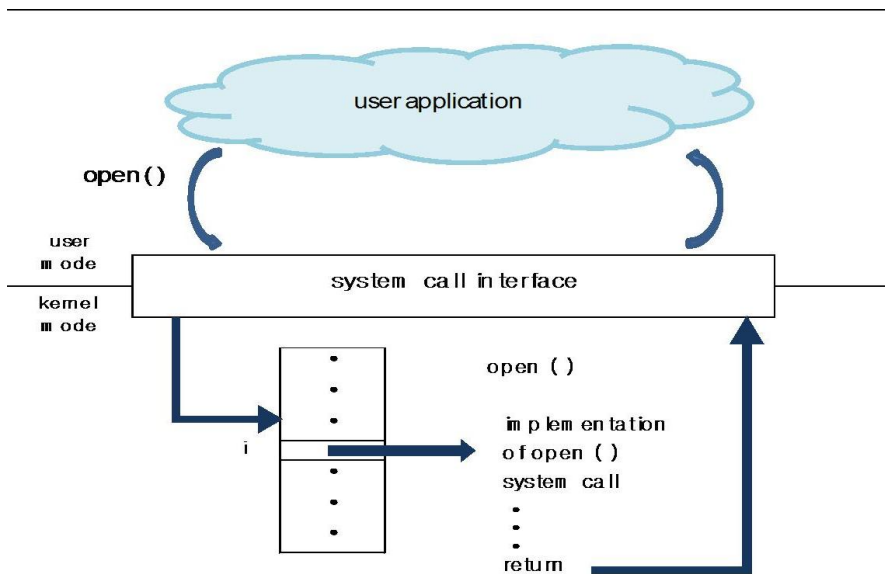 user application
open()
user
mode
system call interface
kernel
mode
open ()
i
implementation
of open ()
system call
return